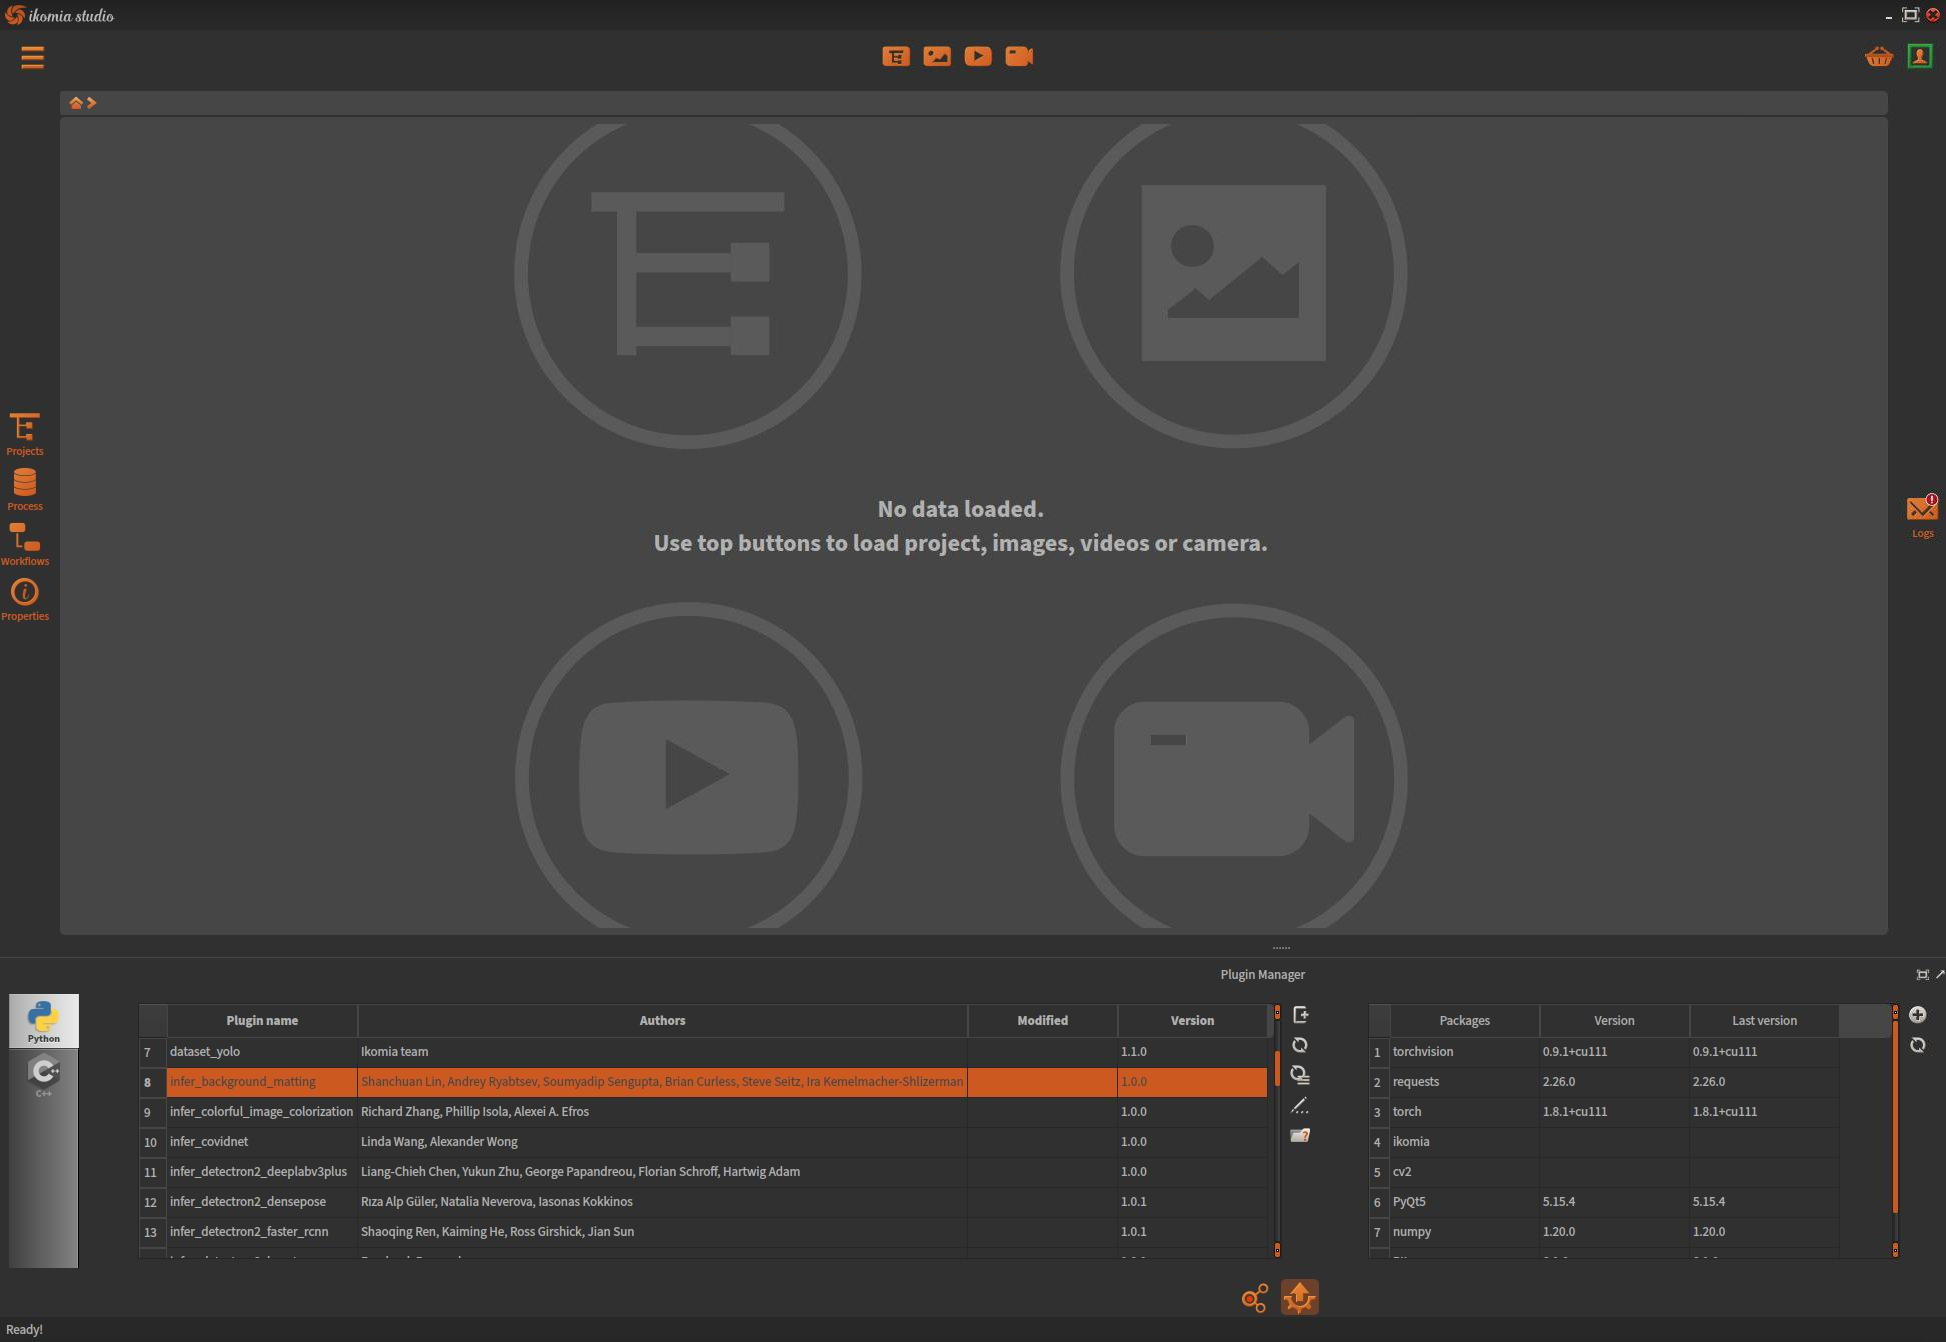 ikomia studio
Projects
Process
Workflows
Properties
No data loaded.
Use top buttons to load project, images, videos or camera.
Logs
Plugin Manager
Python
C++
Plugin name Authors Modified Version
7 dataset_yolo Ikomia team 1.1.0
8 infer_background_matting Shanchuan Lin, Andrey Ryabtsev, Soumyadip Sengupta, Brian Curless, Steve Seitz, Ira Kemelmacher-Shlizerman 1.0.0
9 infer_colorful_image_colorization Richard Zhang, Phillip Isola, Alexei A. Efros 1.0.0
10 infer_covidnet Linda Wang, Alexander Wong 1.0.0
11 infer_detectron2_deeplabv3plus Liang-Chieh Chen, Yukun Zhu, George Papandreou, Florian Schroff, Hartwig Adam 1.0.0
12 infer_detectron2_densepose Rıza Alp Güler, Natalia Neverova, Iasonas Kokkinos 1.0.1
13 infer_detectron2_faster_rcnn Shaoqing Ren, Kaiming He, Ross Girshick, Jian Sun 1.0.1
Packages Version Last version
1 torchvision 0.9.1+cu111 0.9.1+cu111
2 requests 2.26.0 2.26.0
3 torch 1.8.1+cu111 1.8.1+cu111
4 ikomia
5 cv2
6 PyQt5 5.15.4 5.15.4
7 numpy 1.20.0 1.20.0
Ready!